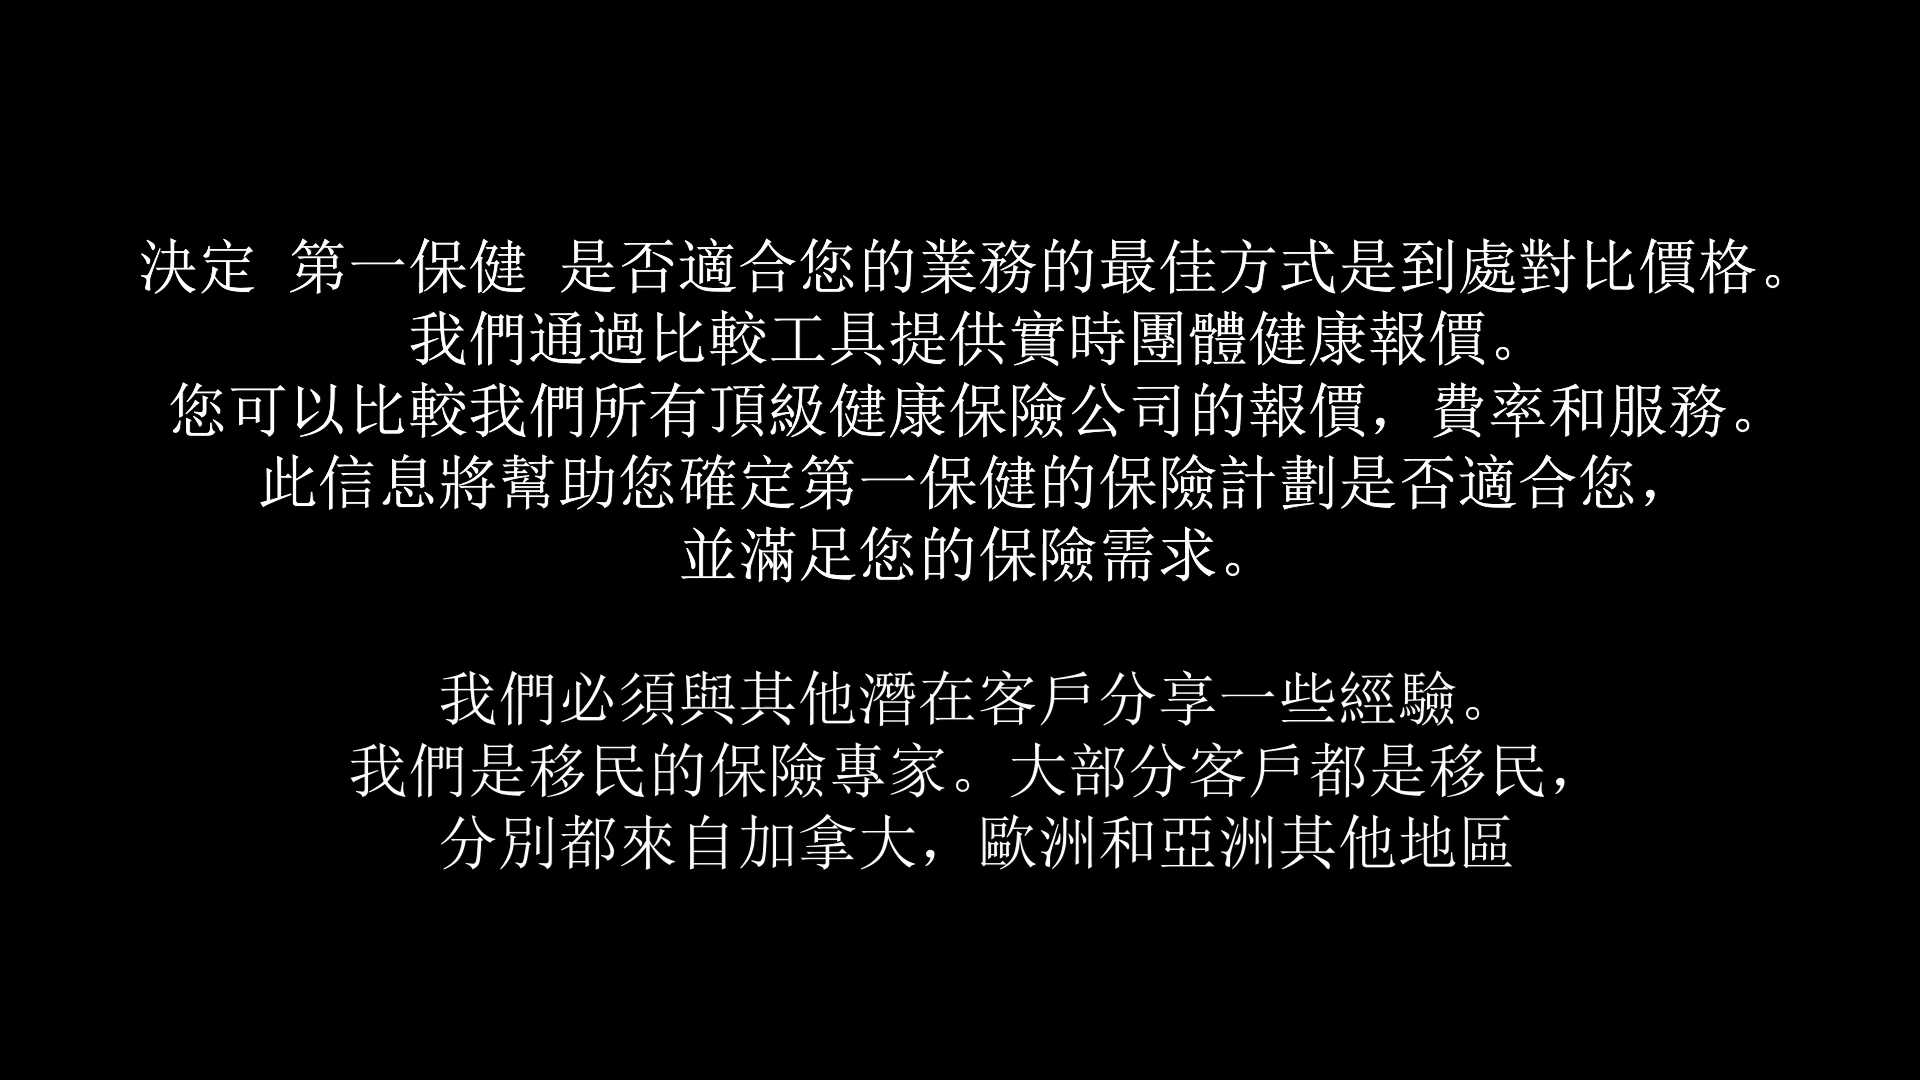 決定 第一保健 是否適合您的業務的最佳方式是到處對比價格。
我們通過比較工具提供實時團體健康報價。
您可以比較我們所有頂級健康保險公司的報價，費率和服務。
此信息將幫助您確定第一保健的保險計劃是否適合您，
並滿足您的保險需求。
我們必須與其他潛在客戶分享一些經驗。
我們是移民的保險專家。大部分客戶都是移民，
分別都來自加拿大，歐洲和亞洲其他地區